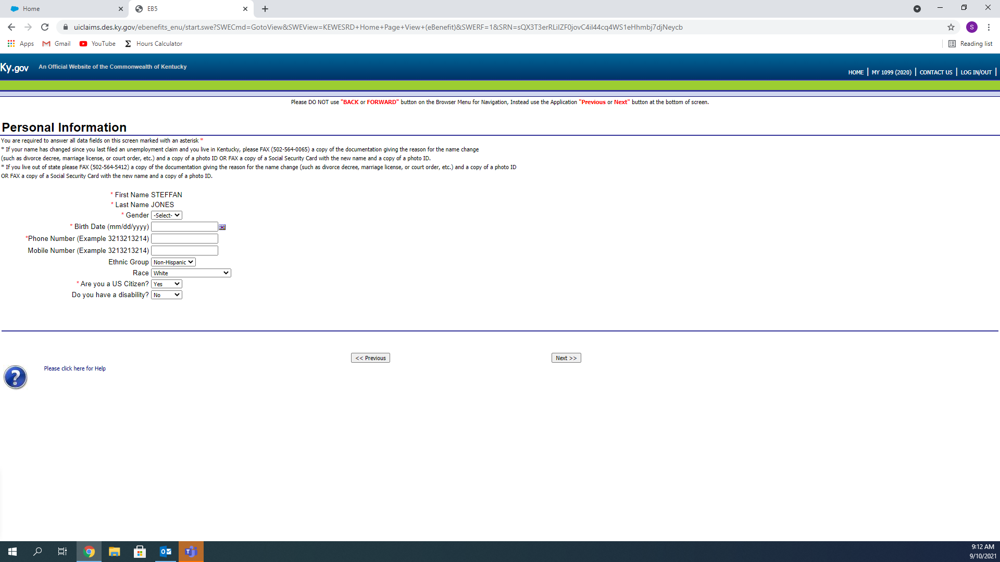 Home
EB5
uiclaims.des.ky.gov/ebenefits_enu/start.swe?SWECmd=GotoView&SWEView=KEWESRD+Home+Page+View+(eBenefit)&SWERF=1&SRN=sQX3T3erRLiIZF0jovC4il44cq4WS1eHhmbj7djNeycb
S
Apps Gmail YouTube Hours Calculator Reading list
Ky.gov An Official Website of the Commonwealth of Kentucky
HOME | MY 1099 (2020) | CONTACT US | LOG IN/OUT |
Please DO NOT use "BACK or FORWARD" button on the Browser Menu for Navigation, Instead use the Application "Previous or Next" button at the bottom of screen.
Personal Information
You are required to answer all data fields on this screen marked with an asterisk *
* If your name has changed since you last filed an unemployment claim and you live in Kentucky, please FAX (502-564-0065) a copy of the documentation giving the reason for the name change
(such as divorce decree, marriage license, or court order, etc.) and a copy of a photo ID OR FAX a copy of a Social Security Card with the new name and a copy of a photo ID.
* If you live out of state please FAX (502-564-5412) a copy of the documentation giving the reason for the name change (such as divorce decree, marriage license, or court order, etc.) and a copy of a photo ID
OR FAX a copy of a Social Security Card with the new name and a copy of a photo ID.
* First Name STEFFAN
* Last Name JONES
* Gender -Select-
* Birth Date (mm/dd/yyyy)
*Phone Number (Example 3213213214)
Mobile Number (Example 3213213214)
Ethnic Group Non-Hispanic
Race White
* Are you a US Citizen? Yes
Do you have a disability? No
<< Previous Next >>
Please click here for Help
9:12 AM
9/10/2021